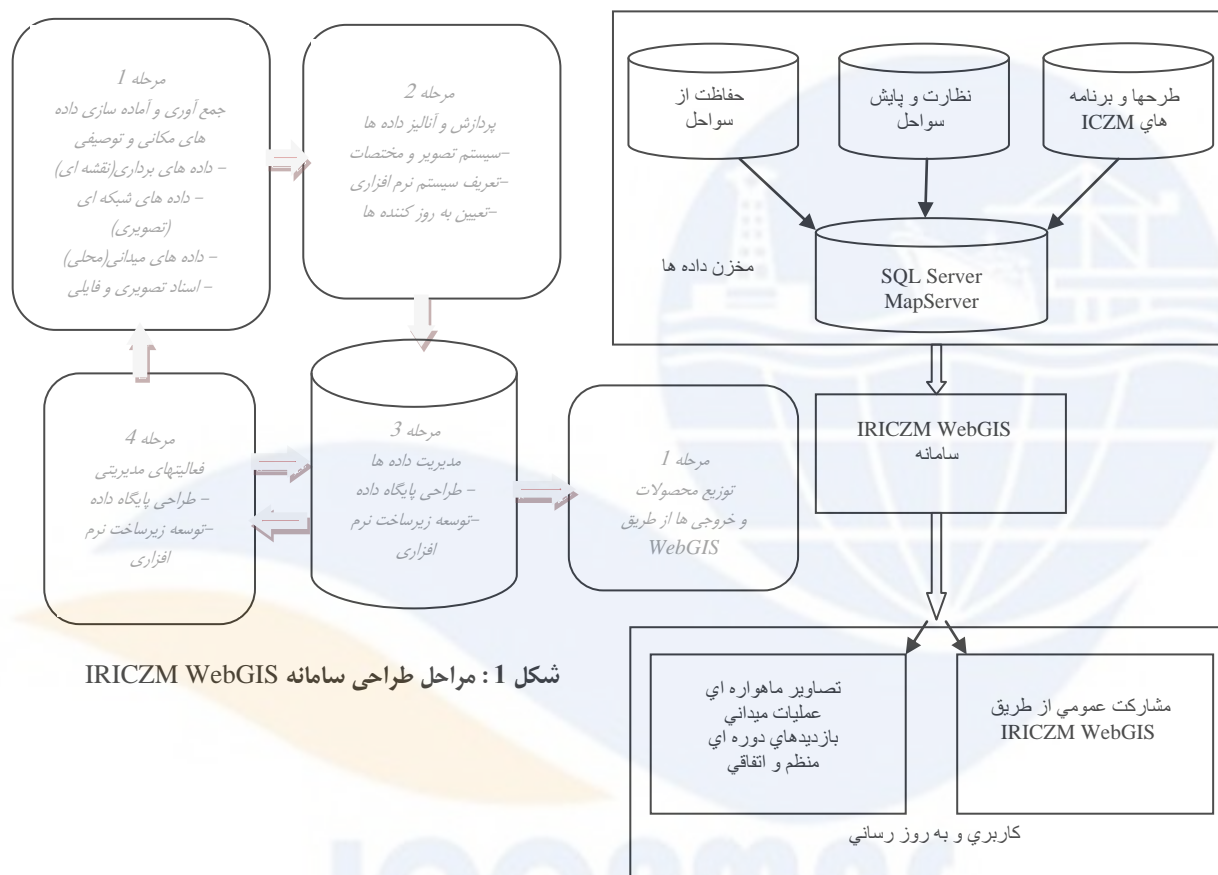 مرحله 1
جمع آوری و آماده سازی داده
های مکانی و توصیفی
- داده های برداری(نقشه ای)
- داده های شبکه ای
(تصویری)
- داده های میدانی(محلی)
- اسناد تصویری و فایلی
مرحله 2
پردازش و آنالیز داده ها
-سیستم تصویر و مختصات
-تعریف سیستم نرم افزاری
-تعیین به روز کننده ها
مرحله 3
مدیریت داده ها
- طراحی پایگاه داده
-توسعه زیرساخت نرم
افزاری
مرحله 4
فعالیتهای مدیریتی
- طراحی پایگاه داده
-توسعه زیرساخت نرم
افزاری
مرحله 1
توزیع محصولات
و خروجی ها از طریق
WebGIS
شکل 1 : مراحل طراحی سامانه IRICZM WebGIS
طرحها و برنامه
هاي ICZM
نظارت و پایش
سواحل
حفاظت از
سواحل
مخزن داده ها
SQL Server
MapServer
IRICZM WebGIS
سامانه
تصاویر ماهواره اي
عملیات میداني
بازدیدهاي دوره اي
منظم و اتفاقي
مشارکت عمومي از طریق
IRICZM WebGIS
کاربري و به روز رساني